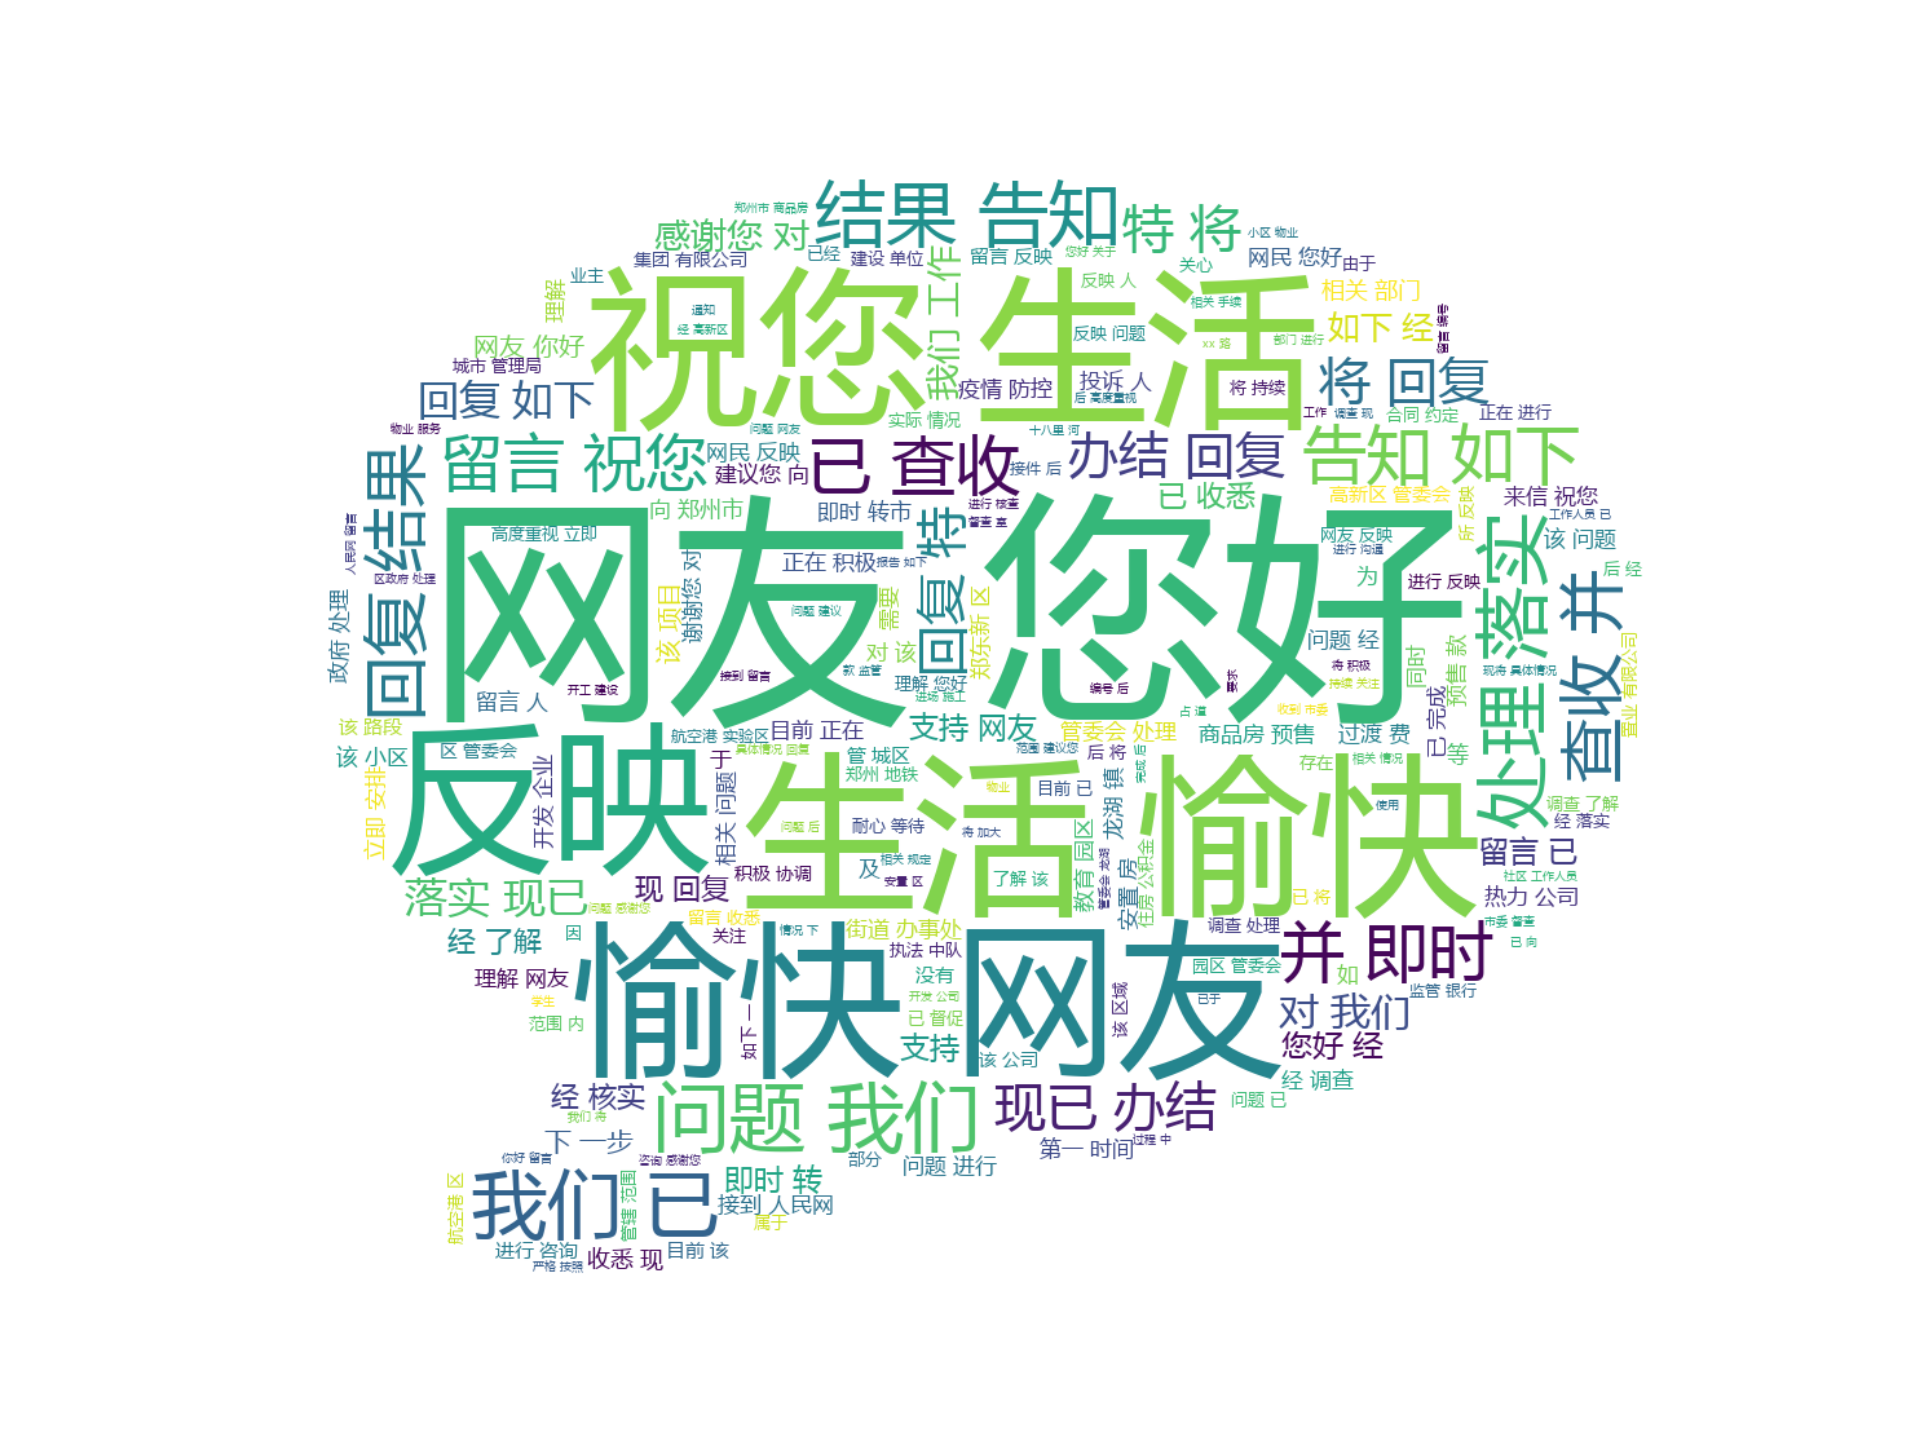 郑州市 商品房
结果 告知
特 将
感谢您 对
已经
小区 物业
集团 有限公司
建设 单位
我们 工作
留言 反映
您好 关于
关心
网民 您好
由于
业主
理解
祝您 生活
反映 人
相关 手续
相关 部门
留言 编号
通知
经 高新区
反映 问题
xx 路
部门 进行
如下 经
网友 你好
城市 管理局
回复 如下
疫情 防控
投诉 人
后 高度重视
将 持续
将 回复
实际 情况
工作
调查 现
合同 约定
正在 进行
物业 服务
问题 网友
十八里 河
回复 结果
留言 祝您
网民 反映
建议您 向
已 查收
接件 后
办结 回复
告知 如下
已 收悉
高新区 管委会
来信 祝您
向 郑州市
即时 转市
回复 特
进行 核查
督查 室
工作人员 已
所 反映
人民网 留言
高度重视 立即
网友 您好
网友 反映
进行 沟通
处理 落实
该 问题
区政府 处理
谢谢您 对
正在 积极
报告 如下
为
进行 反映
后 经
查收 并
政府 处理
该 项目
问题 建议
需要
郑东新 区
对 该
问题 经
同时
预售 款
置业 有限公司
接到 留言
款 监管
理解 您好
编号 后
要求
将 积极
持续 关注
现将 具体情况
开工 建设
留言 人
进场 施工
占 道
收到 市委
该 路段
反映
航空港 实验区
目前 正在
支持 网友
管委会 处理
商品房 预售
过渡 费
已 完成
等
该 小区
区 管委会
开发 企业
于
具体情况 回复
管 城区
范围 建议您
后 将
完成 后
存在
相关 情况
立即 安排
相关 问题
郑州 地铁
生活 愉快
物业
目前 已
龙湖 镇
使用
调查 了解
问题 后
耐心 等待
将 加大
教育 园区
管委会 龙湖
经 落实
积极 协调
及
相关 规定
安置 房
住房 公积金
留言 已
落实 现已
现 回复
安置 区
了解 该
社区 工作人员
问题 感谢您
留言 收悉
已 将
热力 公司
经 了解
因
关注
情况 下
街道 办事处
调查 处理
市委 督查
愉快 网友
执法 中队
并 即时
已 向
理解 网友
没有
园区 管委会
如
监管 银行
学生
开发 公司
已于
范围 内
如下 一
已 督促
该 区域
对 我们
支持
该 公司
您好 经
经 核实
经 调查
我们 将
问题 我们
现已 办结
问题 已
下 一步
第一 时间
过程 中
你好 留言
咨询 感谢您
部分
问题 进行
航空港 区
我们 已
管辖 范围
即时 转
接到 人民网
属于
进行 咨询
收悉 现
目前 该
严格 按照